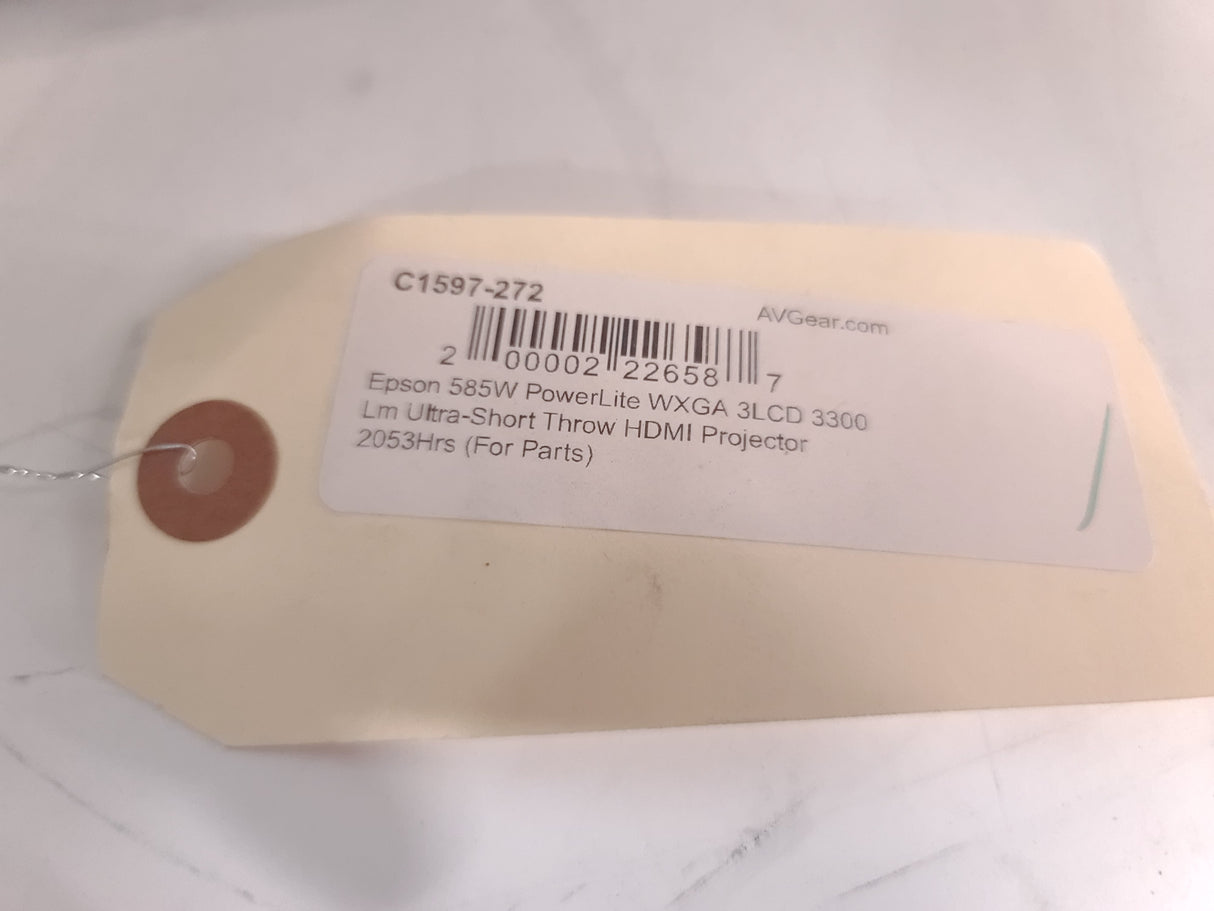 C1597-272
AVGear.com
2 00002 22658 7
Epson 585W PowerLite WXGA 3LCD 3300
Lm Ultra-Short Throw HDMI Projector
2053Hrs (For Parts)